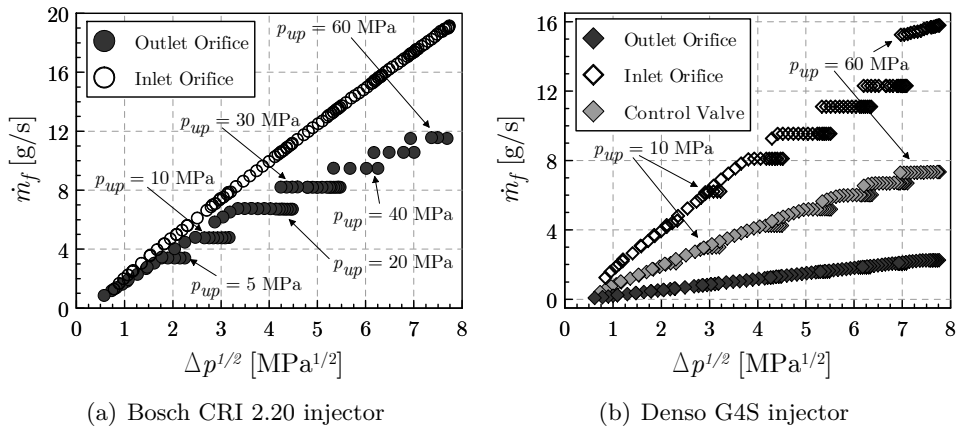 20
16
12
8
4
0
ṁf [g/s]
Outlet Orifice
Inlet Orifice
pup = 60 MPa
pup = 30 MPa
pup = 10 MPa
pup = 40 MPa
pup = 20 MPa
pup = 5 MPa
0 1 2 3 4 5 6 7 8
Δp1/2 [MPa1/2]
(a) Bosch CRI 2.20 injector
16
12
8
4
0
ṁf [g/s]
Outlet Orifice
Inlet Orifice
Control Valve
pup = 60 MPa
pup = 10 MPa
0 1 2 3 4 5 6 7 8
Δp1/2 [MPa1/2]
(b) Denso G4S injector